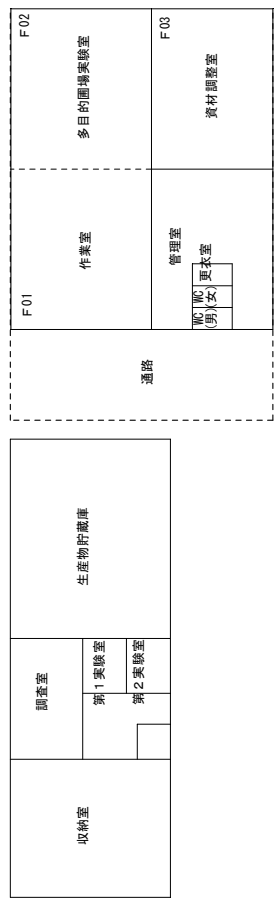 F01
F02
作業室
多目的圃場実験室
F03
通路
管理室
資材調整室
WC
(男)
WC
(女)
更衣室
収納室
調査室
生産物貯蔵庫
第1実験室
第2実験室